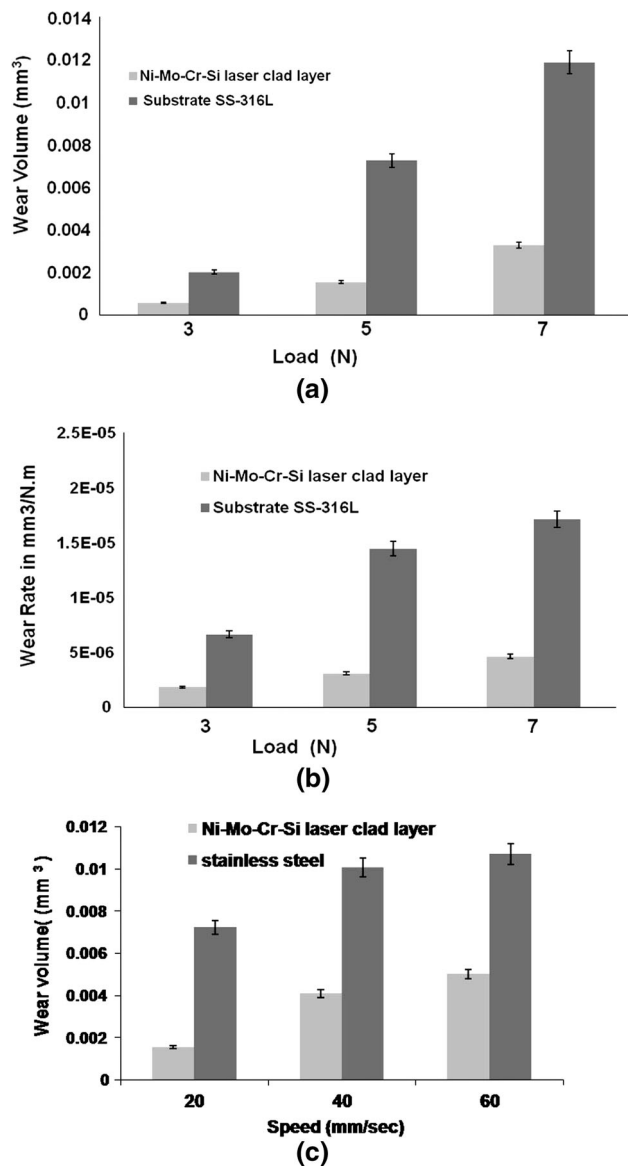 0.014
0.012
0.01
0.008
0.006
0.004
0.002
0
Wear Volume (mm³)
Ni-Mo-Cr-Si laser clad layer
Substrate SS-316L
3 5 7
Load (N)
(a)
2.5E-05
2E-05
1.5E-05
1E-05
5E-06
0
Wear Rate in mm3/N.m
Ni-Mo-Cr-Si laser clad layer
Substrate SS-316L
3 5 7
Load (N)
(b)
0.012
0.01
0.008
0.006
0.004
0.002
0
Wear volume( (mm ³)
Ni-Mo-Cr-Si laser clad layer
stainless steel
20 40 60
Speed (mm/sec)
(c)